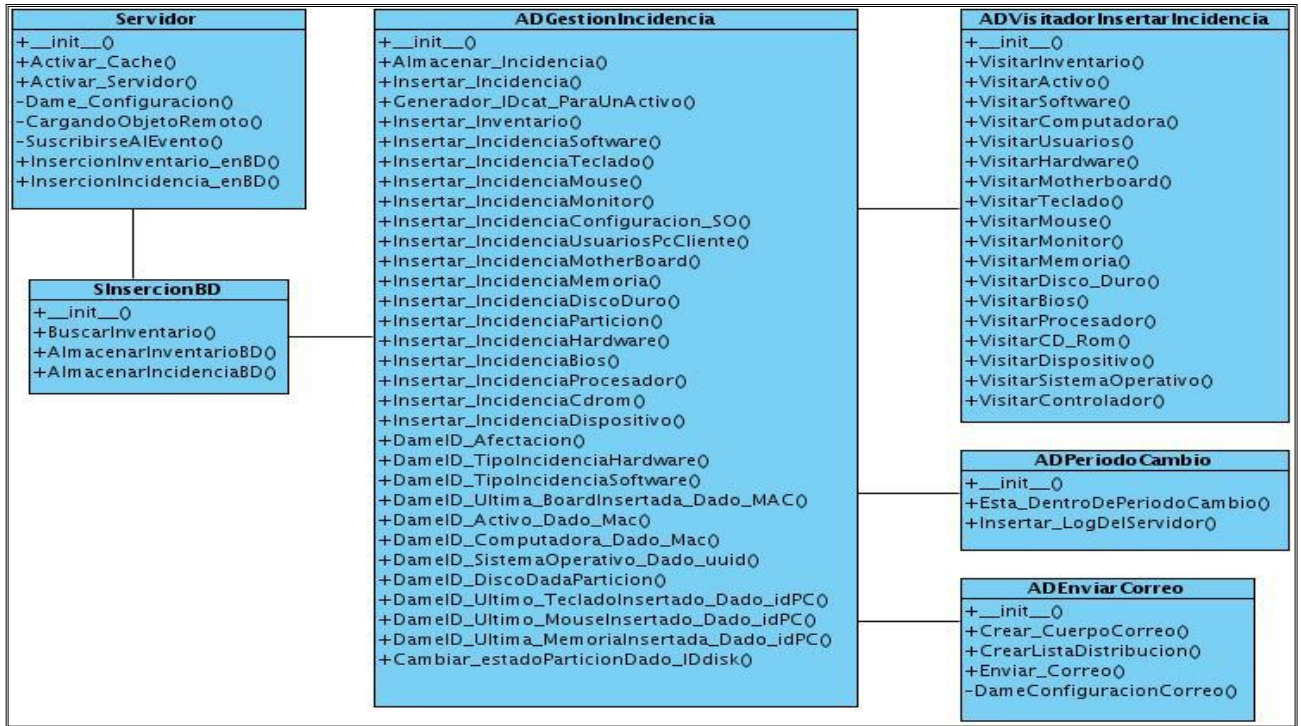 Servidor
+__init__()
+Activar_Cache()
+Activar_Servidor()
-Dame_Configuracion()
-CargandoObjetoRemoto()
-SuscribirseAlEvento()
+InsercionInventario_enBD()
+InsercionIncidencia_enBD()
SInsercionBD
+__init__()
+BuscarInventario()
+AlmacenarInventarioBD()
+AlmacenarIncidenciaBD()
ADGestionIncidencia
+__init__()
+Almacenar_Incidencia()
+Insertar_Incidencia()
+Generador_IDcat_ParaUnActivo()
+Insertar_Inventario()
+Insertar_IncidenciaSoftware()
+Insertar_IncidenciaTeclado()
+Insertar_IncidenciaMouse()
+Insertar_IncidenciaMonitor()
+Insertar_IncidenciaConfiguracion_SO()
+Insertar_IncidenciaUsuariosPcCliente()
+Insertar_IncidenciaMotherBoard()
+Insertar_IncidenciaMemoria()
+Insertar_IncidenciaDiscoDuro()
+Insertar_IncidenciaParticion()
+Insertar_IncidenciaHardware()
+Insertar_IncidenciaBios()
+Insertar_IncidenciaProcesador()
+Insertar_IncidenciaCdrom()
+Insertar_IncidenciaDispositivo()
+DameID_Afectacion()
+DameID_TipoIncidenciaHardware()
+DameID_TipoIncidenciaSoftware()
+DameID_Ultima_BoardInsertada_Dado_MAC()
+DameID_Activo_Dado_Mac()
+DameID_Computadora_Dado_Mac()
+DameID_SistemaOperativo_Dado_uuid()
+DameID_DiscoDadaParticion()
+DameID_Ultimo_TecladoInsertado_Dado_idPC()
+DameID_Ultimo_MouseInsertado_Dado_idPC()
+DameID_Ultima_MemoriaInsertada_Dado_idPC()
+Cambiar_estadoParticionDado_IDdisk()
ADVisitadorInsertarIncidencia
+__init__()
+VisitarInventario()
+VisitarActivo()
+VisitarSoftware()
+VisitarComputadora()
+VisitarUsuarios()
+VisitarHardware()
+VisitarMotherboard()
+VisitarTeclado()
+VisitarMouse()
+VisitarMonitor()
+VisitarMemoria()
+VisitarDisco_Duro()
+VisitarBios()
+VisitarProcesador()
+VisitarCD_Rom()
+VisitarDispositivo()
+VisitarSistemaOperativo()
+VisitarControlador()
ADPeriodoCambio
+__init__()
+Esta_DentroDePeriodoCambio()
+Insertar_LogDelServidor()
ADEnviarCorreo
+__init__()
+Crear_CuerpoCorreo()
+CrearListaDistribucion()
+Enviar_Correo()
-DameConfiguracionCorreo()